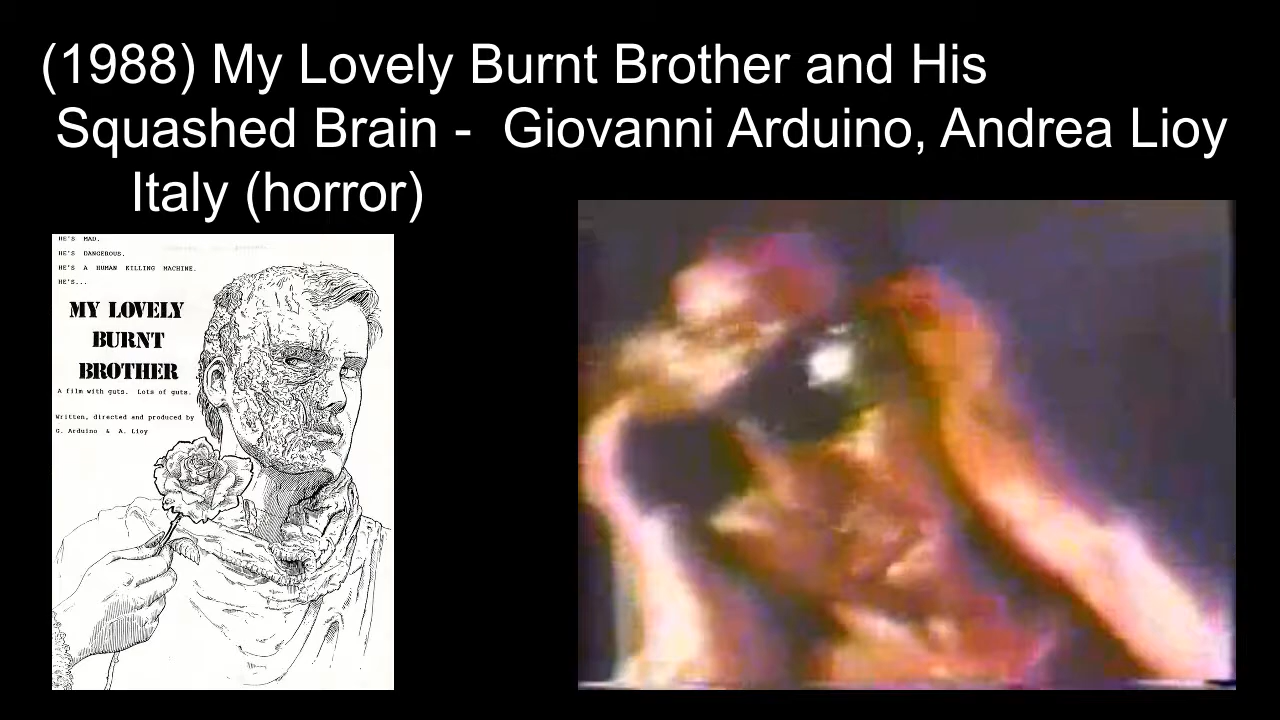 (1988) My Lovely Burnt Brother and His
Squashed Brain - Giovanni Arduino, Andrea Lioy
Italy (horror)
HE'S MAD.
HE'S DANGEROUS.
HE'S A HUMAN KILLING MACHINE.
HE'S...
MY LOVELY
BURNT
BROTHER
A film with guts. Lots of guts.
Written, directed and produced by
G. Arduino & A. Lioy